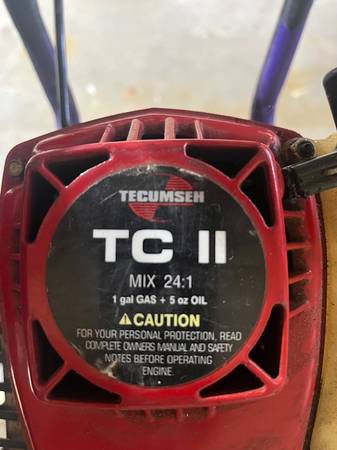 TECUMSEH
TC II
MIX 24:1
1 gal GAS + 5 oz OIL
⚠CAUTION
FOR YOUR PERSONAL PROTECTION, READ
COMPLETE OWNERS MANUAL AND SAFETY
NOTES BEFORE OPERATING
ENGINE.